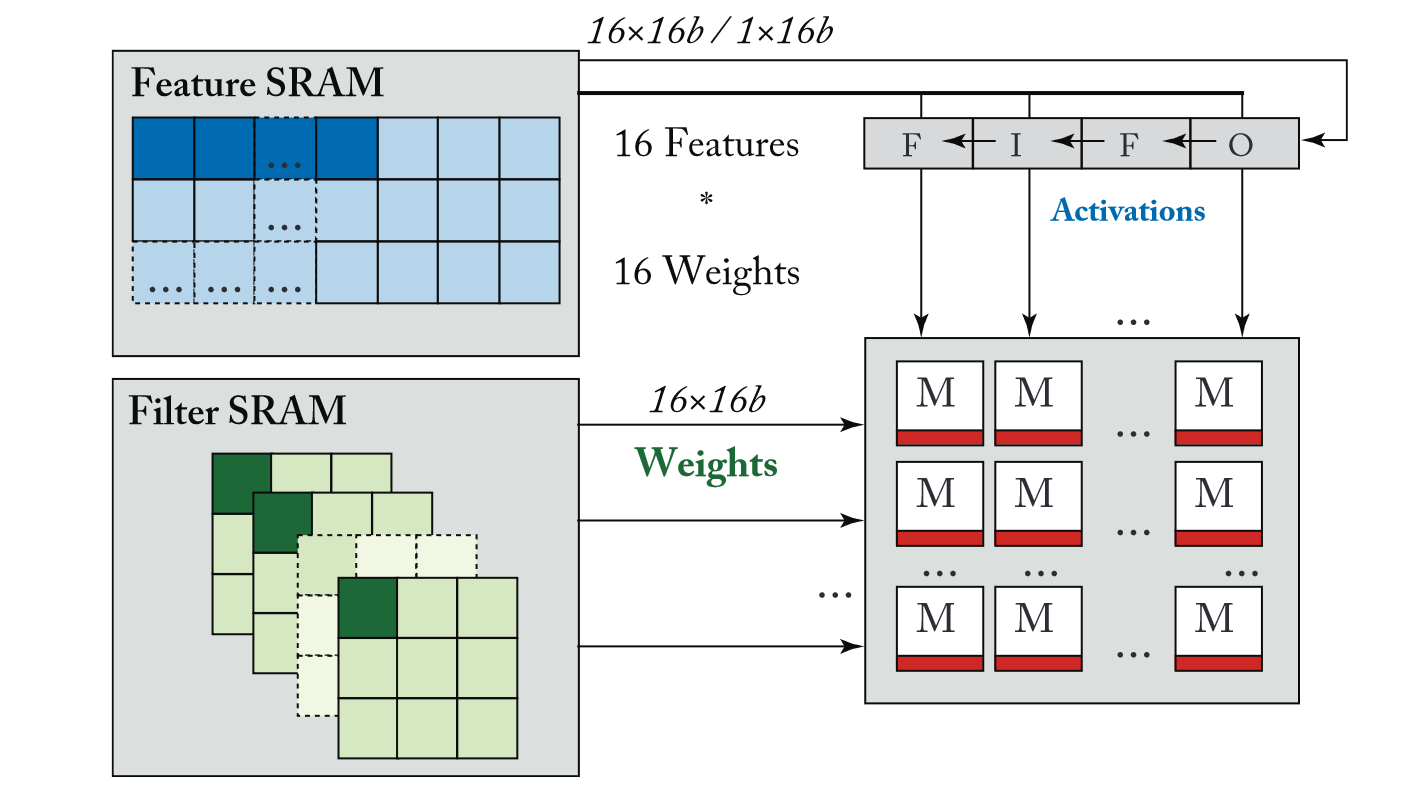 16×16b / 1×16b
Feature SRAM
...
...
... ... ...
16 Features
*
16 Weights
F I F O
Activations
...
Filter SRAM
16×16b
Weights
...
M M M
...
M M M
...
... ... ...
M M M
...